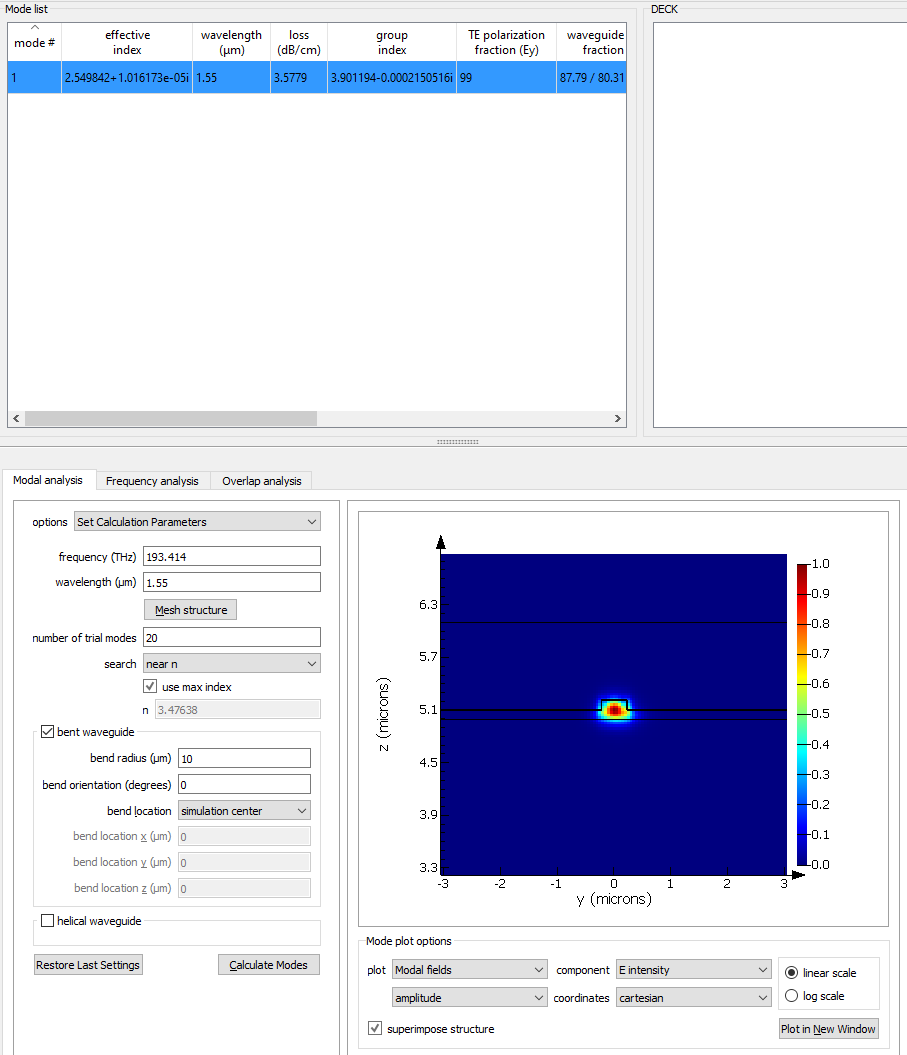 Mode list
DECK
mode #
effective index
wavelength (µm)
loss (dB/cm)
group index
TE polarization fraction (Ey)
waveguide fraction
1 2.549842+1.016173e-05i 1.55 3.5779 3.901194-0.0002150516i 99 87.79 / 80.31
Modal analysis Frequency analysis Overlap analysis
options Set Calculation Parameters
frequency (THz) 193.414
wavelength (µm) 1.55
Mesh structure
number of trial modes 20
search near n
use max index
n 3.47638
bent waveguide
bend radius (µm) 10
bend orientation (degrees) 0
bend location simulation center
bend location x (µm) 0
bend location y (µm) 0
bend location z (µm) 0
helical waveguide
Restore Last Settings Calculate Modes
z (microns)
6.3
5.7
5.1
4.5
3.9
3.3
-3 -2 -1 0 1 2 3
y (microns)
1.0
0.9
0.8
0.7
0.6
0.5
0.4
0.3
0.2
0.1
0.0
Mode plot options
plot Modal fields component E intensity
amplitude coordinates cartesian
linear scale
log scale
superimpose structure
Plot in New Window